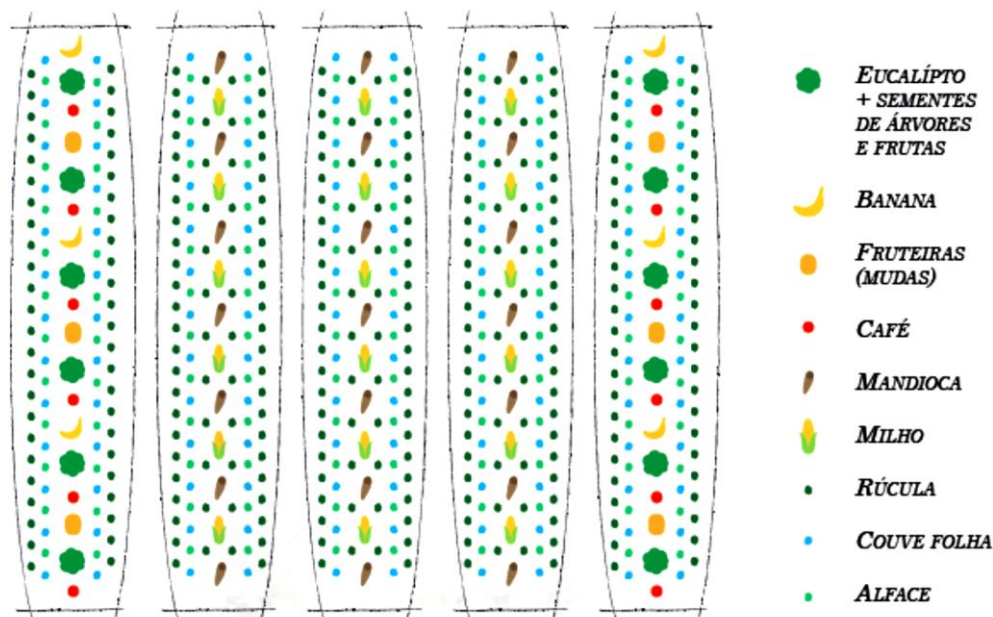 EUCALÍPTO
+ SEMENTES
DE ÁRVORES
E FRUTAS
BANANA
FRUTEIRAS
(MUDAS)
CAFÉ
MANDIOCA
MILHO
RÚCULA
COUVE FOLHA
ALFACE